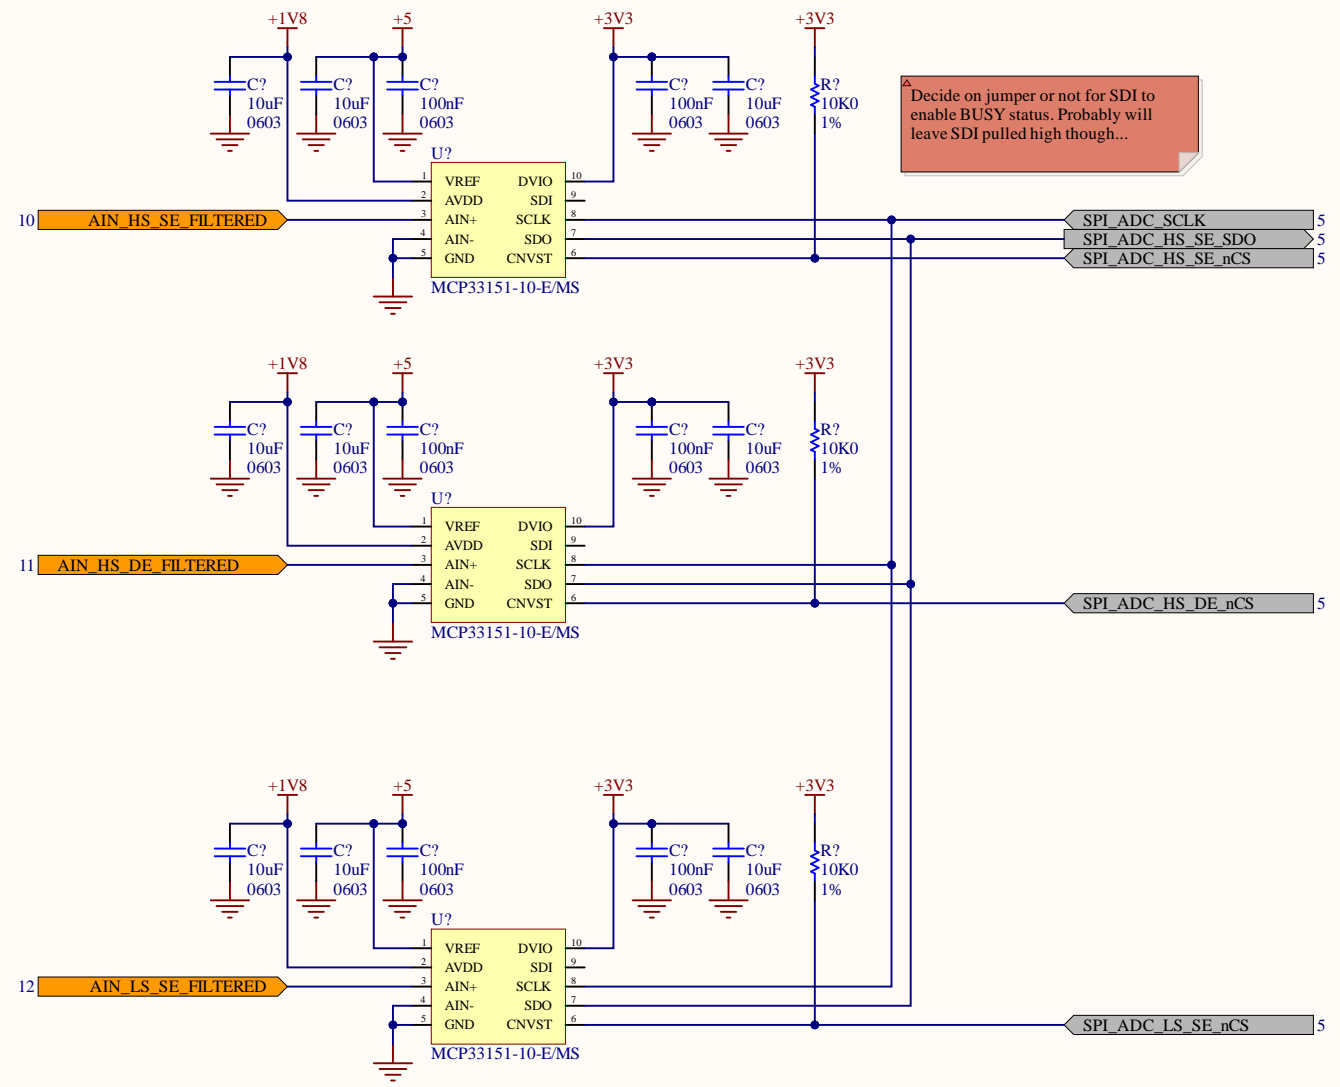 +1V8
+5
+3V3
+3V3
C?
10uF
0603
C?
10uF
0603
C?
100nF
0603
C?
100nF
0603
C?
10uF
0603
R?
10K0
1%
Decide on jumper or not for SDI to
enable BUSY status. Probably will
leave SDI pulled high though...
U?
1 VREF DVIO 10
2 AVDD SDI 9
3 AIN+ SCLK 8
4 AIN- SDO 7
5 GND CNVST 6
MCP33151-10-E/MS
10 AIN_HS_SE_FILTERED
SPI_ADC_SCLK 5
SPI_ADC_HS_SE_SDO 5
SPI_ADC_HS_SE_nCS 5
+1V8
+5
+3V3
+3V3
C?
10uF
0603
C?
10uF
0603
C?
100nF
0603
C?
100nF
0603
C?
10uF
0603
R?
10K0
1%
U?
1 VREF DVIO 10
2 AVDD SDI 9
3 AIN+ SCLK 8
4 AIN- SDO 7
5 GND CNVST 6
MCP33151-10-E/MS
11 AIN_HS_DE_FILTERED
SPI_ADC_HS_DE_nCS 5
+1V8
+5
+3V3
+3V3
C?
10uF
0603
C?
10uF
0603
C?
100nF
0603
C?
100nF
0603
C?
10uF
0603
R?
10K0
1%
U?
1 VREF DVIO 10
2 AVDD SDI 9
3 AIN+ SCLK 8
4 AIN- SDO 7
5 GND CNVST 6
MCP33151-10-E/MS
12 AIN_LS_SE_FILTERED
SPI_ADC_LS_SE_nCS 5